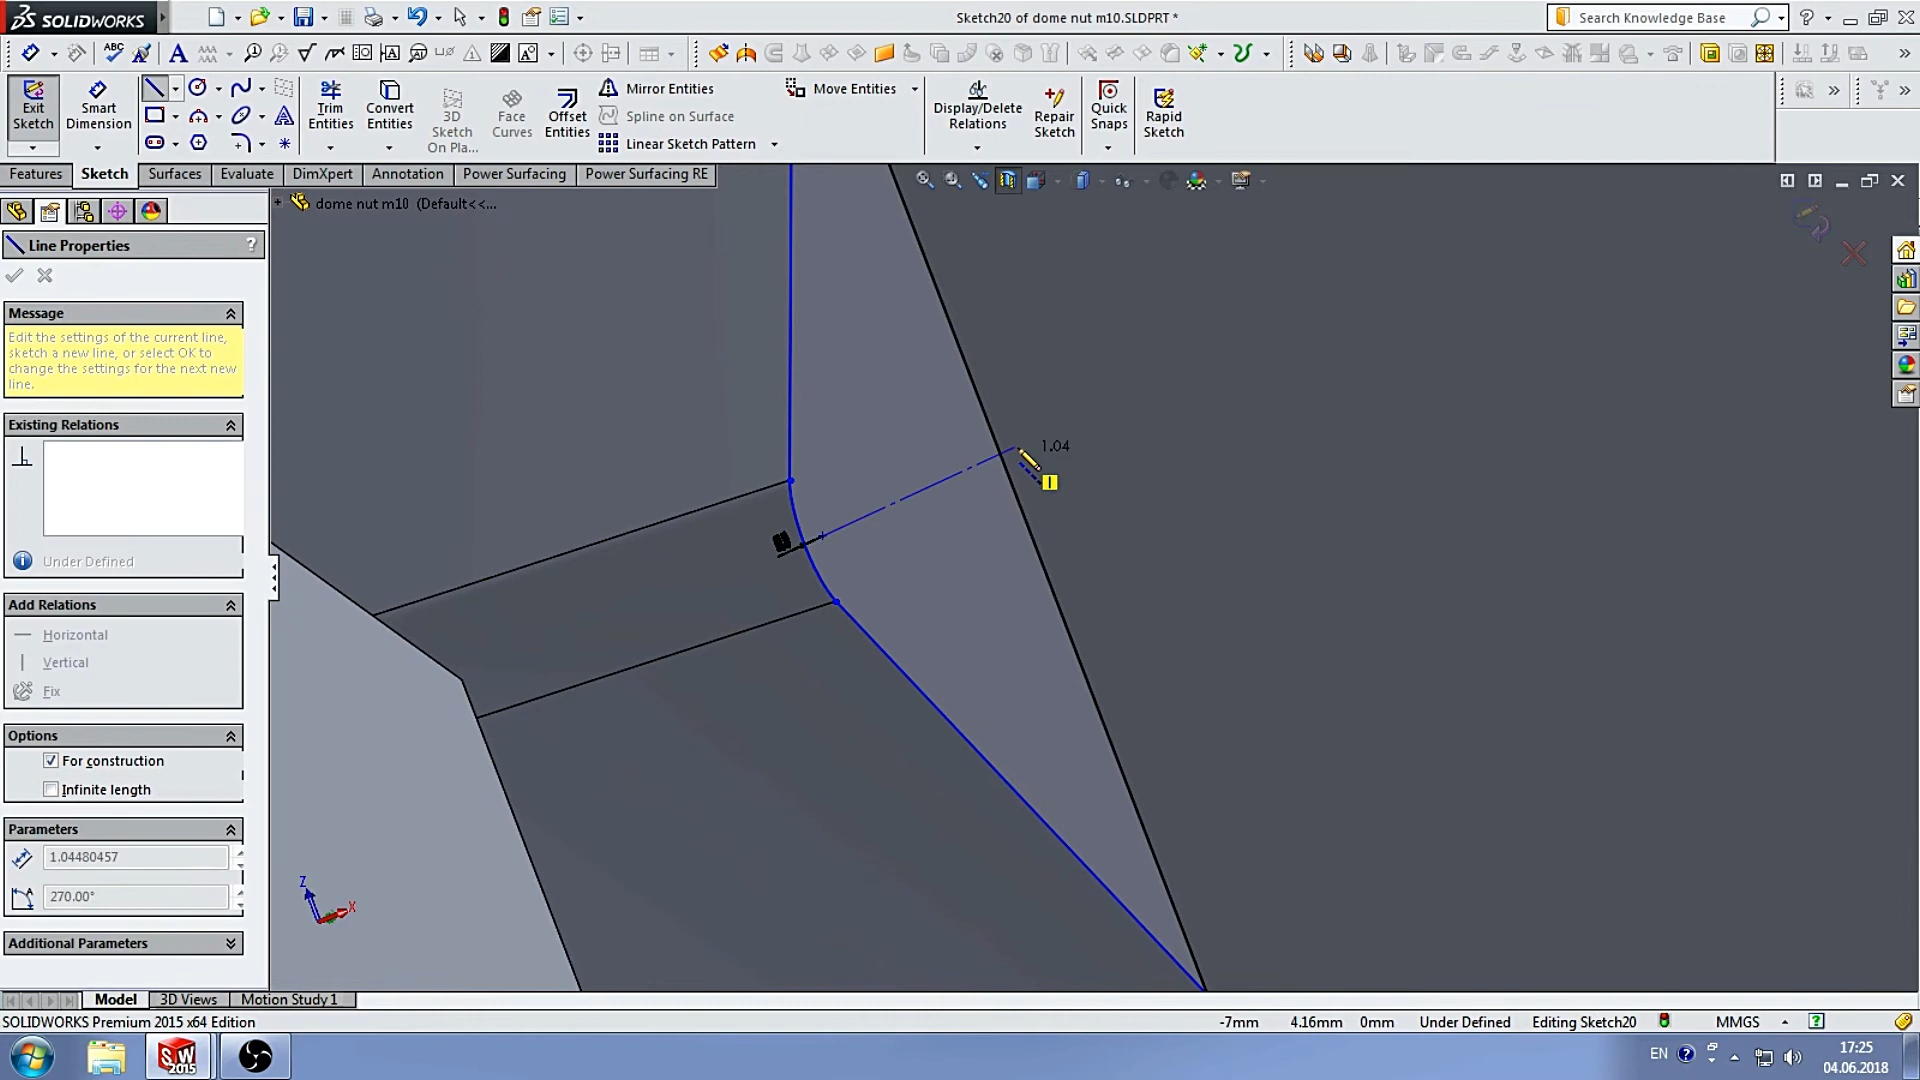 SOLIDWORKS
Sketch20 of dome nut m10.SLDPRT *
Search Knowledge Base
Exit Sketch
Smart Dimension
Trim Entities
Convert Entities
3D Sketch On Pla...
Face Curves
Offset Entities
Mirror Entities
Spline on Surface
Linear Sketch Pattern
Move Entities
Display/Delete Relations
Repair Sketch
Quick Snaps
Rapid Sketch
Features
Sketch
Surfaces
Evaluate
DimXpert
Annotation
Power Surfacing
Power Surfacing RE
dome nut m10 (Default<<...
Line Properties
?
Message
Edit the settings of the current line,
sketch a new line, or select OK to
change the settings for the next new
line.
Existing Relations
Under Defined
Add Relations
Horizontal
Vertical
Fix
Options
For construction
Infinite length
Parameters
1.04480457
270.00°
Additional Parameters
1.04
Z
X
Model
3D Views
Motion Study 1
SOLIDWORKS Premium 2015 x64 Edition
-7mm
4.16mm
0mm
Under Defined
Editing Sketch20
MMGS
SW
2015
EN
17:25
04.06.2018